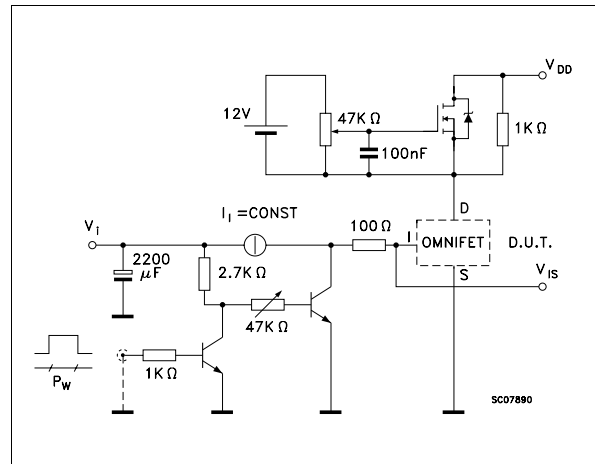 V_DD
12V
47KΩ
1KΩ
100nF
D
I_I =CONST
100Ω
I
OMNIFET
D.U.T.
V_i
2200
μF
2.7KΩ
S
V_IS
47KΩ
1KΩ
P_W
SC07890